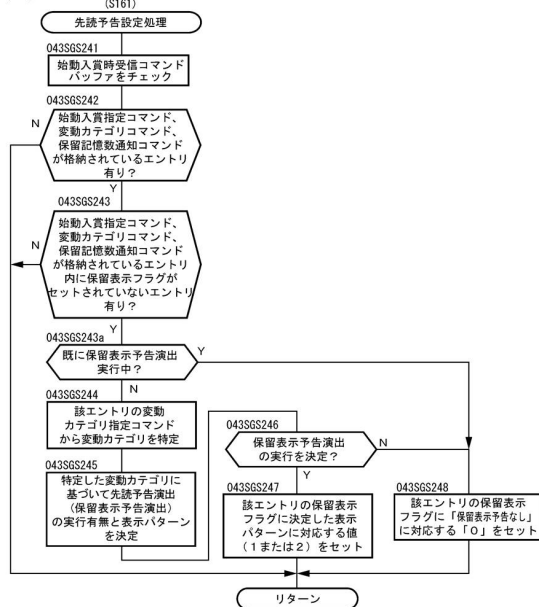 (S161)
先読予告設定処理
043SGS241
始動入賞時受信コマンド
バッファをチェック
043SGS242
始動入賞指定コマンド、
変動カテゴリコマンド、
保留記憶数通知コマンド
が格納されているエントリ
有り?
N
Y
043SGS243
始動入賞指定コマンド、
変動カテゴリコマンド、
保留記憶数通知コマンド
が格納されているエントリ
内に保留表示フラグが
セットされていないエントリ
有り?
N
Y
043SGS243a
既に保留表示予告演出
実行中?
Y
N
043SGS244
該エントリの変動
カテゴリ指定コマンド
から変動カテゴリを特定
043SGS245
特定した変動カテゴリに
基づいて先読予告演出
(保留表示予告演出)
の実行有無と表示パターン
を決定
043SGS246
保留表示予告演出
の実行を決定?
N
Y
043SGS247
該エントリの保留表示
フラグに決定した表示
パターンに対応する値
(1または2)をセット
043SGS248
該エントリの保留表示
フラグに「保留表示予告なし」
に対応する「0」をセット
リターン